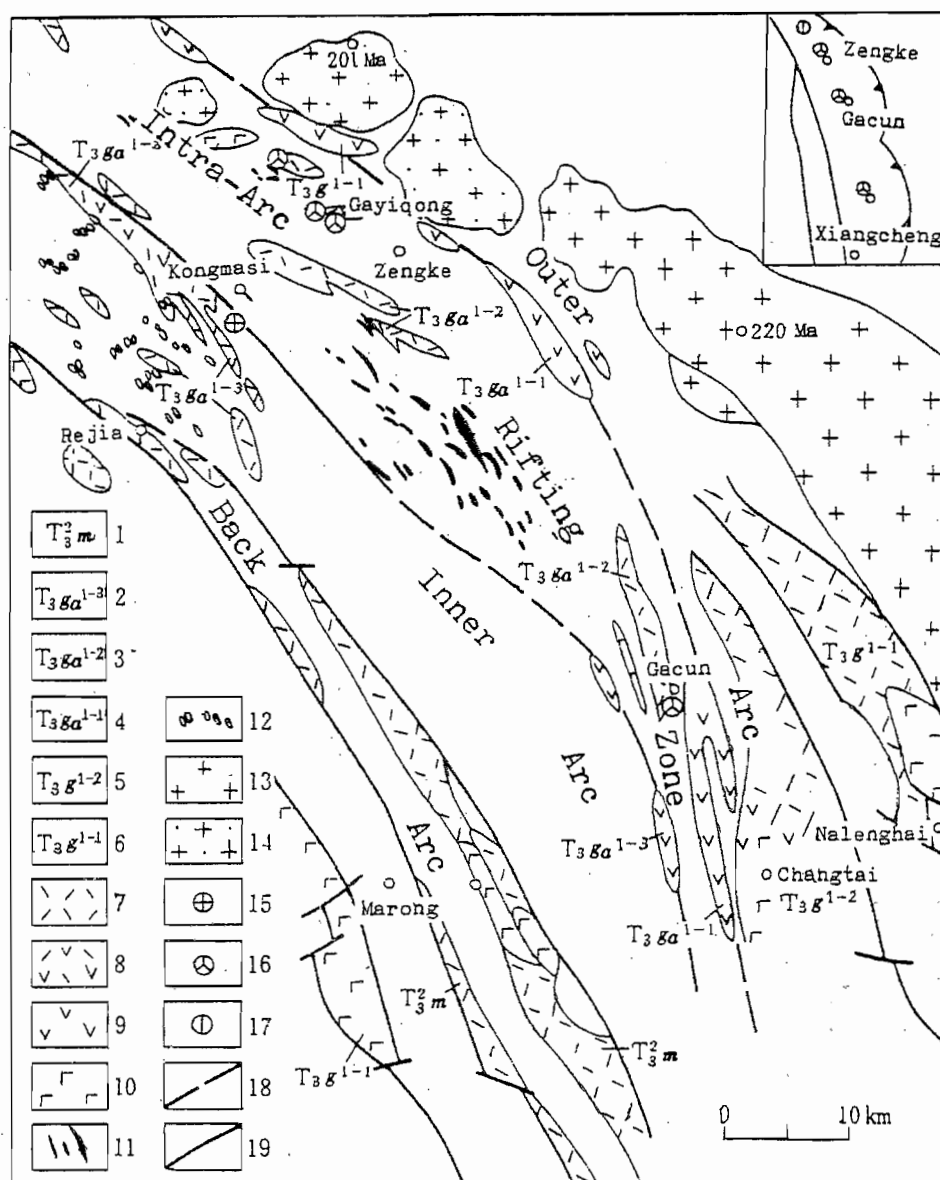 201 Ma
Zengke
Gacun
Xiangcheng
Intra-Arc
T₃ga¹⁻²
T₃g¹⁻¹
Gayiqong
Zengke
Kongmasi
Outer
T₃ga¹⁻²
220 Ma
T₃ga¹⁻¹
T₃ga¹⁻³
Rejia
Rifting
Back
Inner
T₃ga¹⁻²
T₃g¹⁻¹
Gacun
Arc
Zone
Arc
Nalenghai
T₃ga¹⁻³
Changtai
T₃g¹⁻²
T₃ga¹⁻¹
Arc
Marong
T₃²m
T₃²m
T₃g¹⁻¹
T₃²m 1
T₃ga¹⁻³ 2
T₃ga¹⁻² 3
T₃ga¹⁻¹ 4
T₃g¹⁻² 5
T₃g¹⁻¹ 6
7
8
9
10
11
12
13
14
15
16
17
18
19
0 10 km